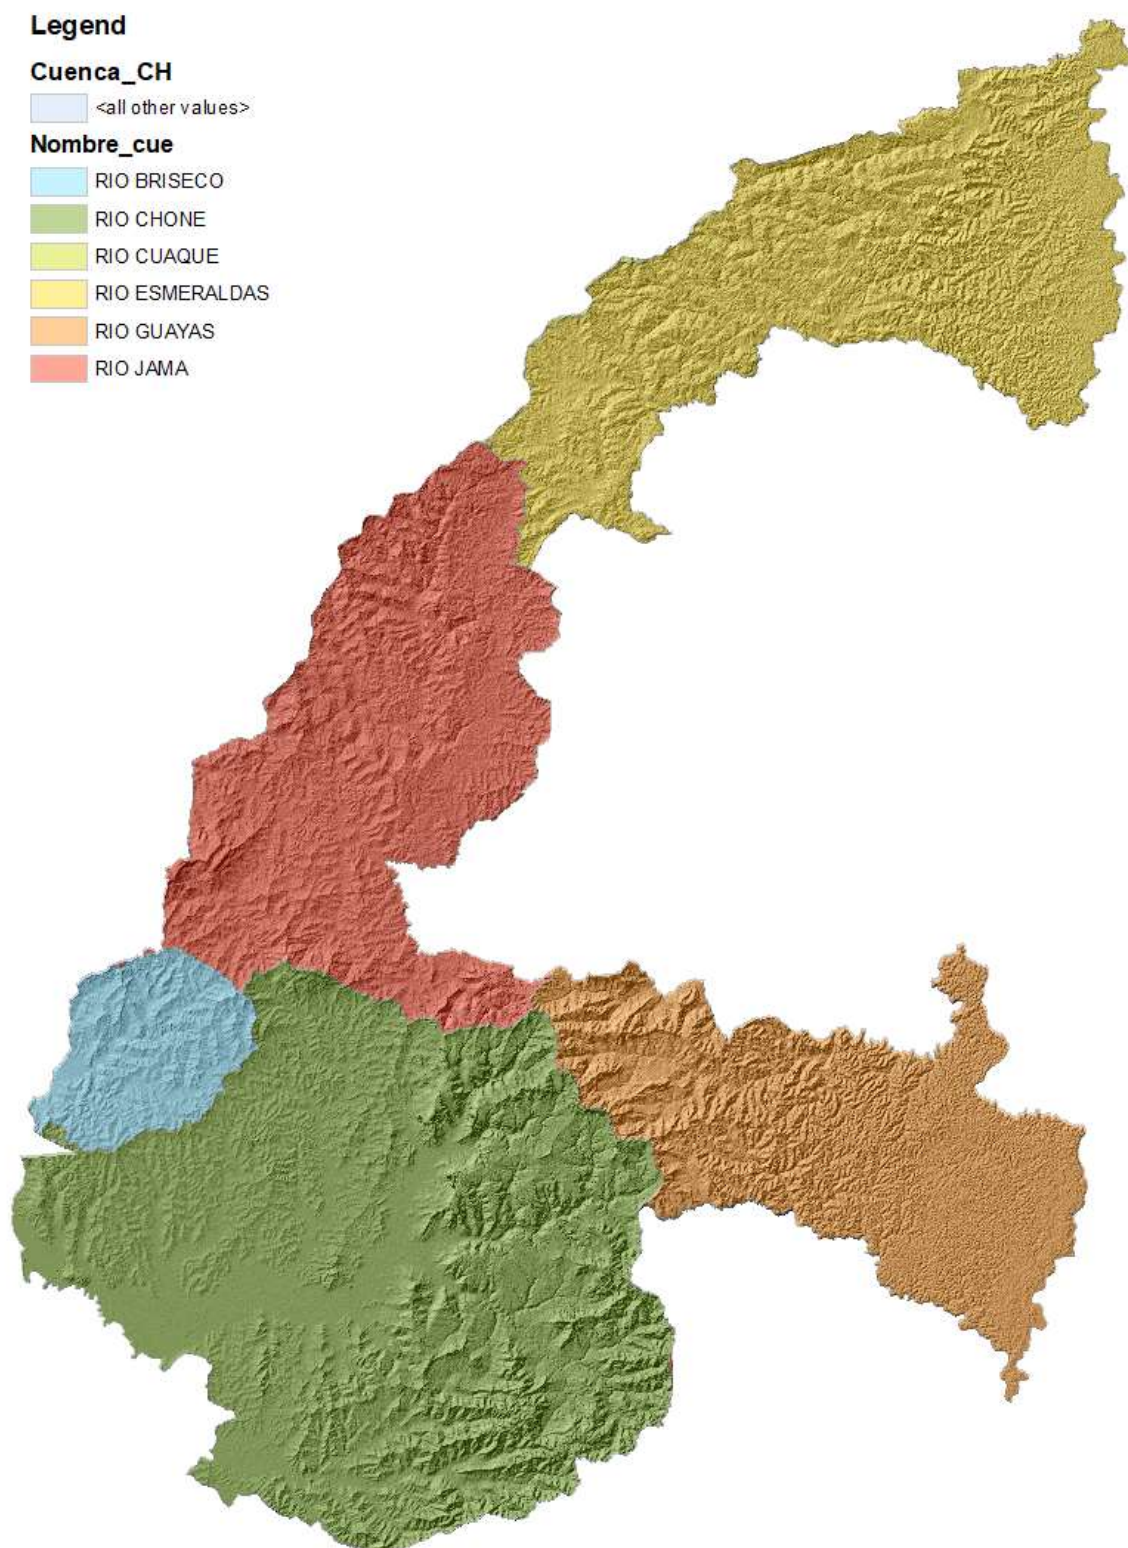 Legend
Cuenca_CH
<all other values>
Nombre_cue
RIO BRISECO
RIO CHONE
RIO CUAQUE
RIO ESMERALDAS
RIO GUAYAS
RIO JAMA